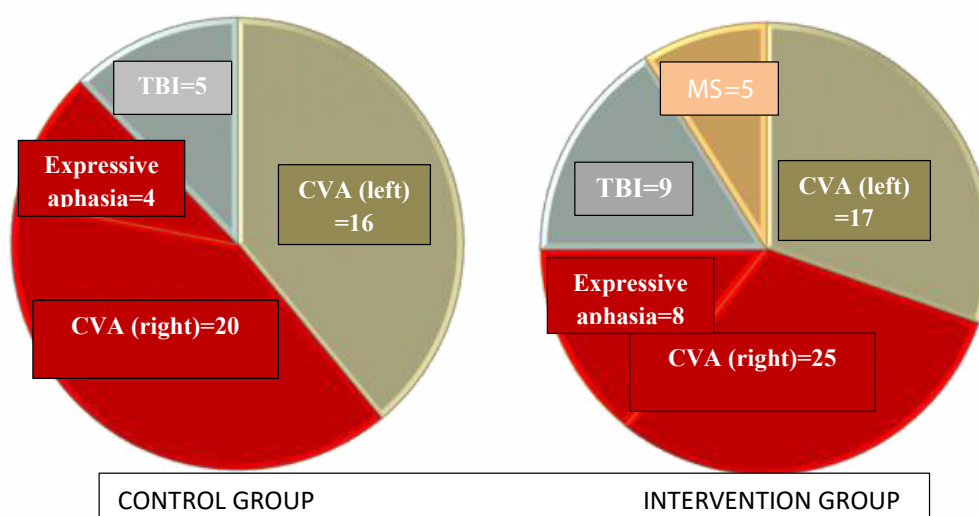 TBI=5
Expressive
aphasia=4
CVA (left)
=16
CVA (right)=20
MS=5
TBI=9
CVA (left)
=17
Expressive
aphasia=8
CVA (right)=25
CONTROL GROUP
INTERVENTION GROUP